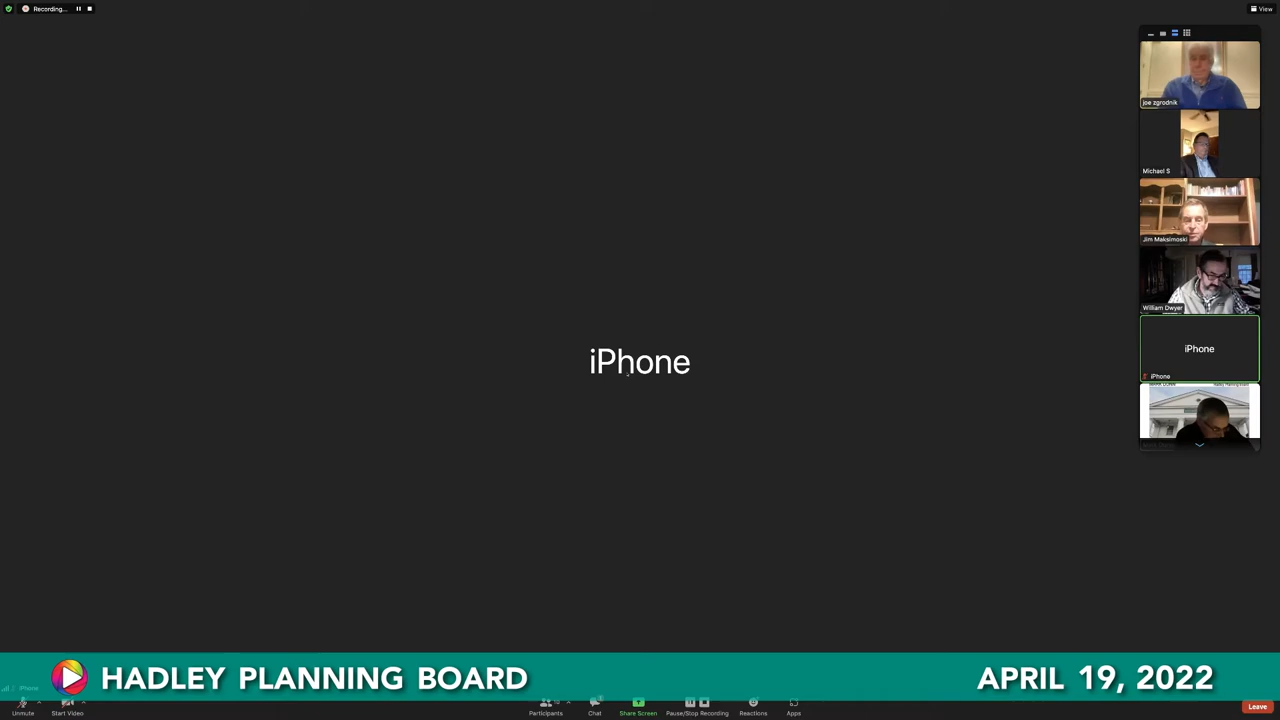 Recording...
View
joe zgrodnik
Michael S
Jim Maksimoski
William Dwyer
iPhone
iPhone
iPhone
HADLEY PLANNING BOARD
APRIL 19, 2022
iPhone
Unmute
Start Video
Participants
Chat
Share Screen
Pause/Stop Recording
Reactions
Apps
Leave